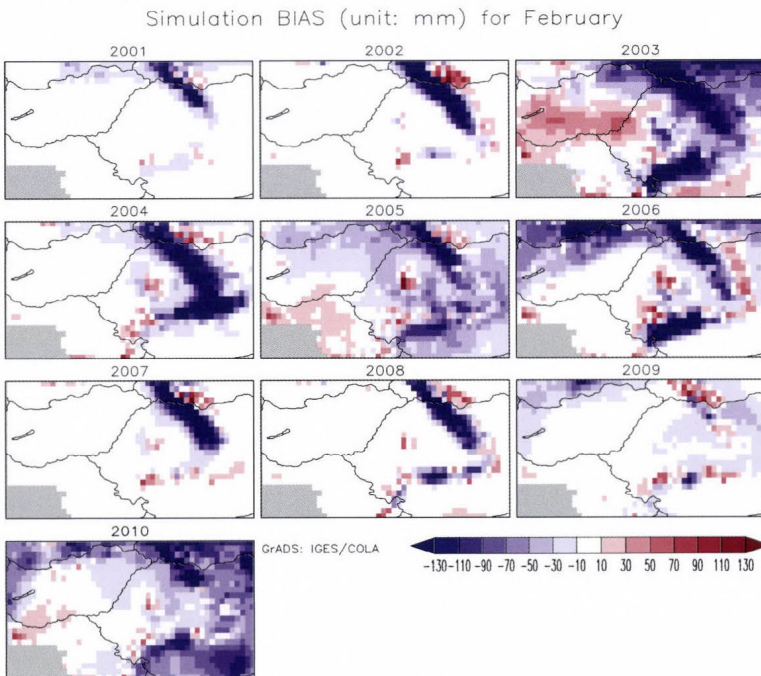 Simulation BIAS (unit: mm) for February
2001 2002 2003
2004 2005 2006
2007 2008 2009
2010
GrADS: IGES/COLA
-130 -110 -90 -70 -50 -30 -10 10 30 50 70 90 110 130